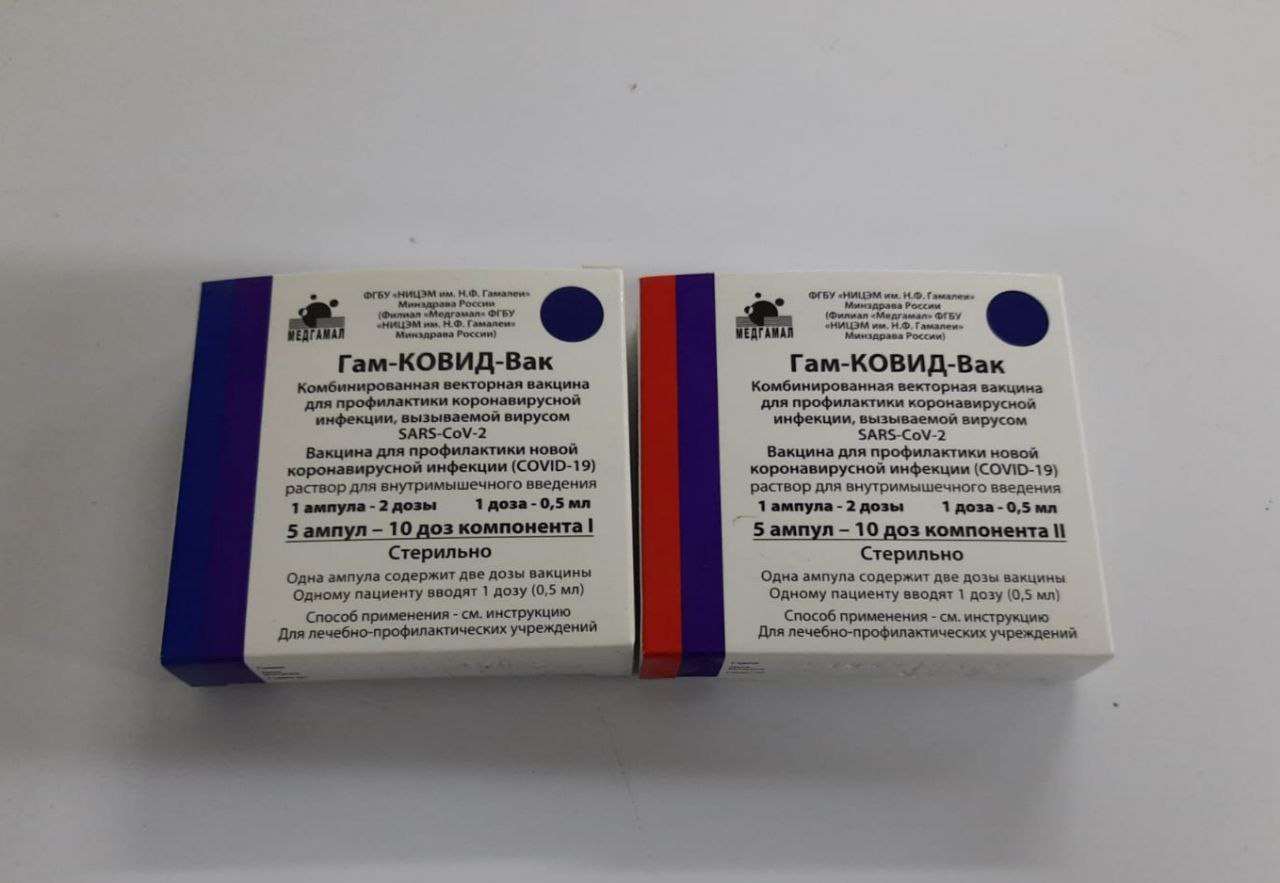 МЕДГАМАЛ
ФГБУ «НИЦЭМ им. Н.Ф. Гамалеи»
Минздрава России
(Филиал «Медгамал» ФГБУ
«НИЦЭМ им. Н.Ф. Гамалеи»
Минздрава России)
Гам-КОВИД-Вак
Комбинированная векторная вакцина
для профилактики коронавирусной
инфекции, вызываемой вирусом
SARS-CoV-2
Вакцина для профилактики новой
коронавирусной инфекции (COVID-19)
раствор для внутримышечного введения
1 ампула - 2 дозы 1 доза - 0,5 мл
5 ампул – 10 доз компонента I
Стерильно
Одна ампула содержит две дозы вакцины
Одному пациенту вводят 1 дозу (0,5 мл)
Способ применения - см. инструкцию
Для лечебно-профилактических учреждений
МЕДГАМАЛ
ФГБУ «НИЦЭМ им. Н.Ф. Гамалеи»
Минздрава России
(Филиал «Медгамал» ФГБУ
«НИЦЭМ им. Н.Ф. Гамалеи»
Минздрава России)
Гам-КОВИД-Вак
Комбинированная векторная вакцина
для профилактики коронавирусной
инфекции, вызываемой вирусом
SARS-CoV-2
Вакцина для профилактики новой
коронавирусной инфекции (COVID-19)
раствор для внутримышечного введения
1 ампула - 2 дозы 1 доза - 0,5 мл
5 ампул – 10 доз компонента II
Стерильно
Одна ампула содержит две дозы вакцины
Одному пациенту вводят 1 дозу (0,5 мл)
Способ применения - см. инструкцию
Для лечебно-профилактических учреждений